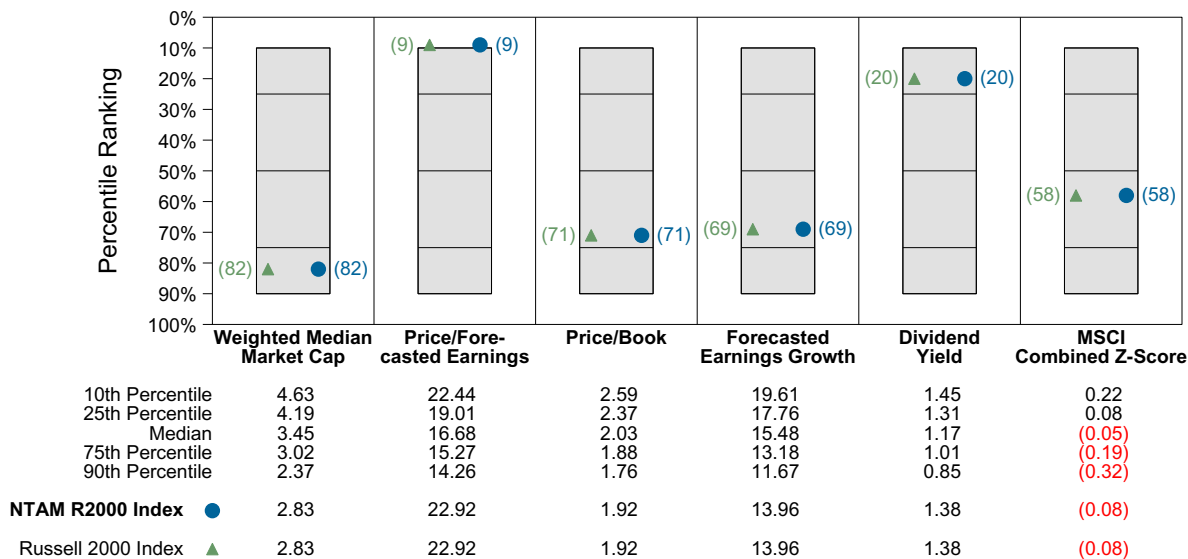 0%
10%
20%
30%
40%
50%
60%
70%
80%
90%
100%
Percentile Ranking
(82) (82)
(9) (9)
(71) (71)
(69) (69)
(20) (20)
(58) (58)
Weighted Median
Market Cap
Price/Fore-
casted Earnings
Price/Book
Forecasted
Earnings Growth
Dividend
Yield
MSCI
Combined Z-Score
10th Percentile 4.63 22.44 2.59 19.61 1.45 0.22
25th Percentile 4.19 19.01 2.37 17.76 1.31 0.08
Median 3.45 16.68 2.03 15.48 1.17 (0.05)
75th Percentile 3.02 15.27 1.88 13.18 1.01 (0.19)
90th Percentile 2.37 14.26 1.76 11.67 0.85 (0.32)
NTAM R2000 Index 2.83 22.92 1.92 13.96 1.38 (0.08)
Russell 2000 Index 2.83 22.92 1.92 13.96 1.38 (0.08)